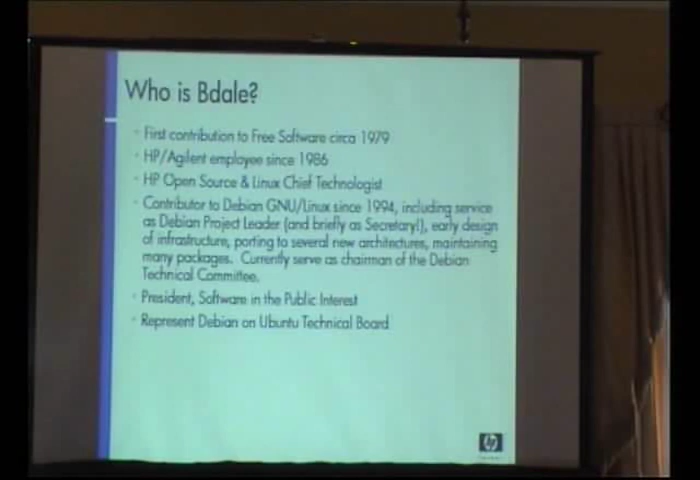 Who is Bdale?
First contribution to Free Software circa 1979
HP/Agilent employee since 1986
HP Open Source & Linux Chief Technologist
Contributor to Debian GNU/Linux since 1994, including service
as Debian Project Leader (and briefly as Secretary!), early design
of infrastructure, porting to several new architectures, maintaining
many packages. Currently serve as chairman of the Debian
Technical Committee.
President, Software in the Public Interest
Represent Debian on Ubuntu Technical Board
hp